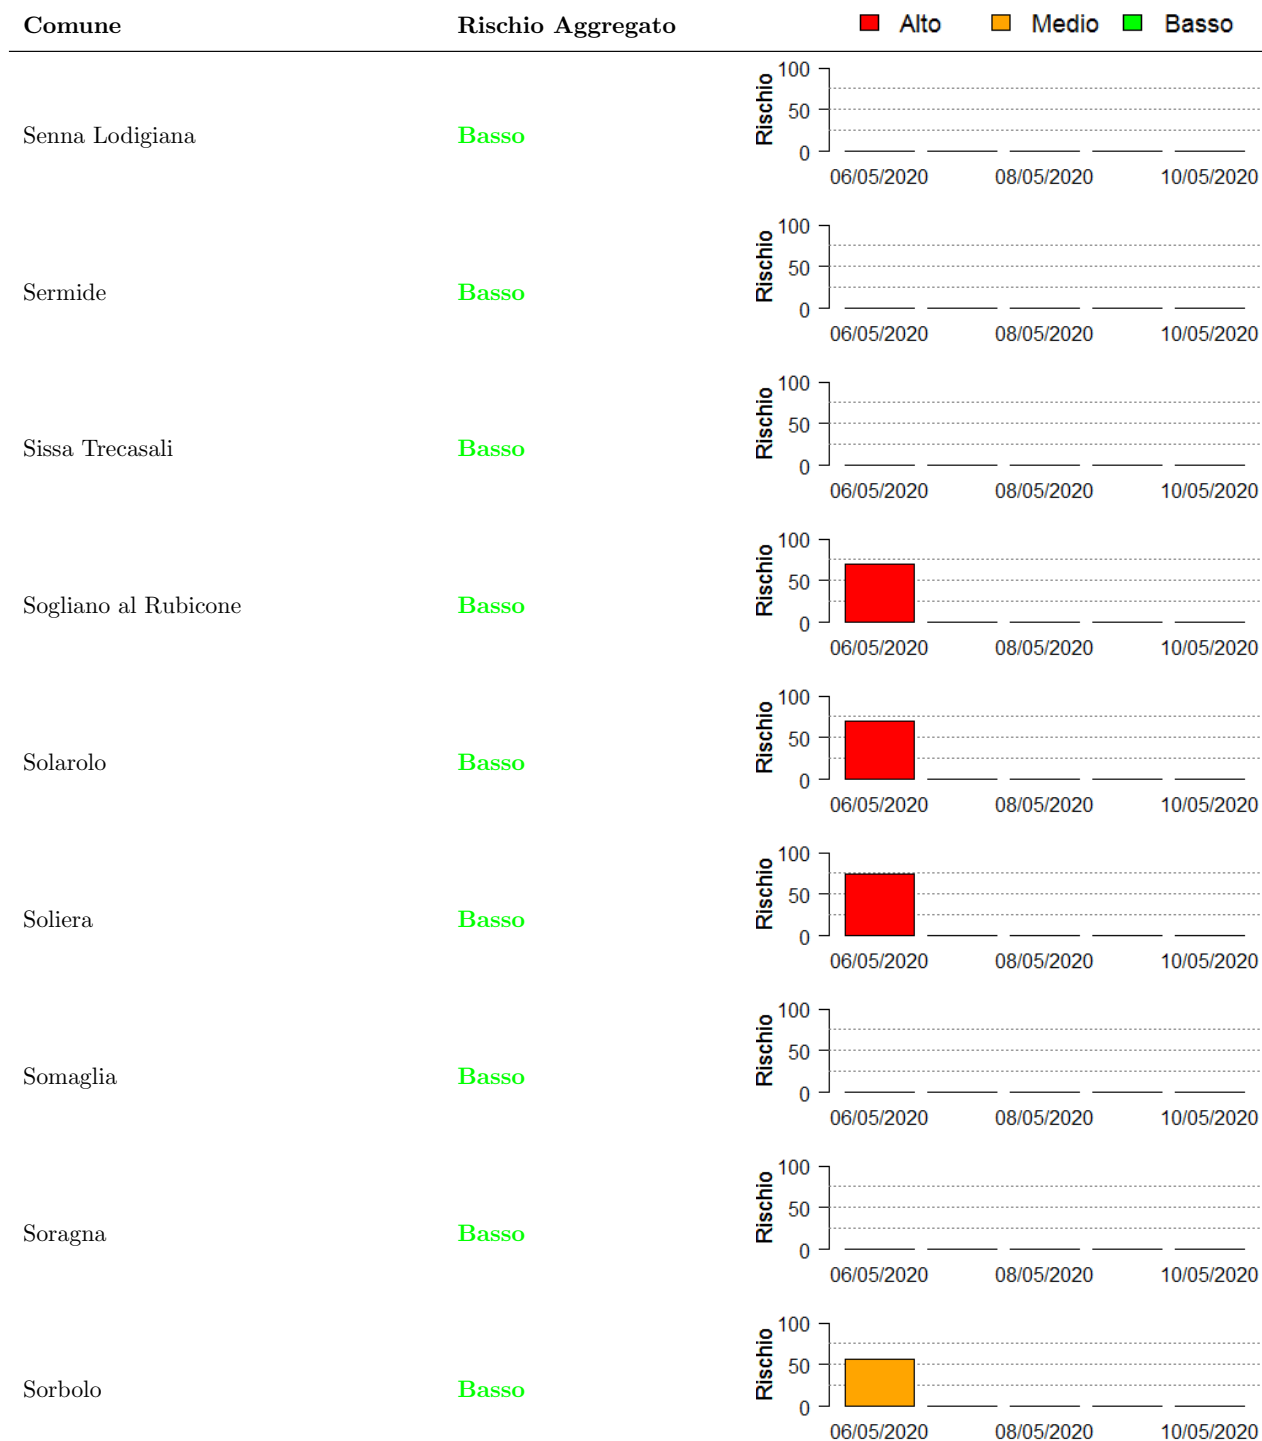 Comune Rischio Aggregato Alto Medio Basso
100
50
0
Rischio
Senna Lodigiana Basso
06/05/2020 08/05/2020 10/05/2020
100
50
0
Rischio
Sermide Basso
06/05/2020 08/05/2020 10/05/2020
100
50
0
Rischio
Sissa Trecasali Basso
06/05/2020 08/05/2020 10/05/2020
100
50
0
Rischio
Sogliano al Rubicone Basso
06/05/2020 08/05/2020 10/05/2020
100
50
0
Rischio
Solarolo Basso
06/05/2020 08/05/2020 10/05/2020
100
50
0
Rischio
Soliera Basso
06/05/2020 08/05/2020 10/05/2020
100
50
0
Rischio
Somaglia Basso
06/05/2020 08/05/2020 10/05/2020
100
50
0
Rischio
Soragna Basso
06/05/2020 08/05/2020 10/05/2020
100
50
0
Rischio
Sorbolo Basso
06/05/2020 08/05/2020 10/05/2020